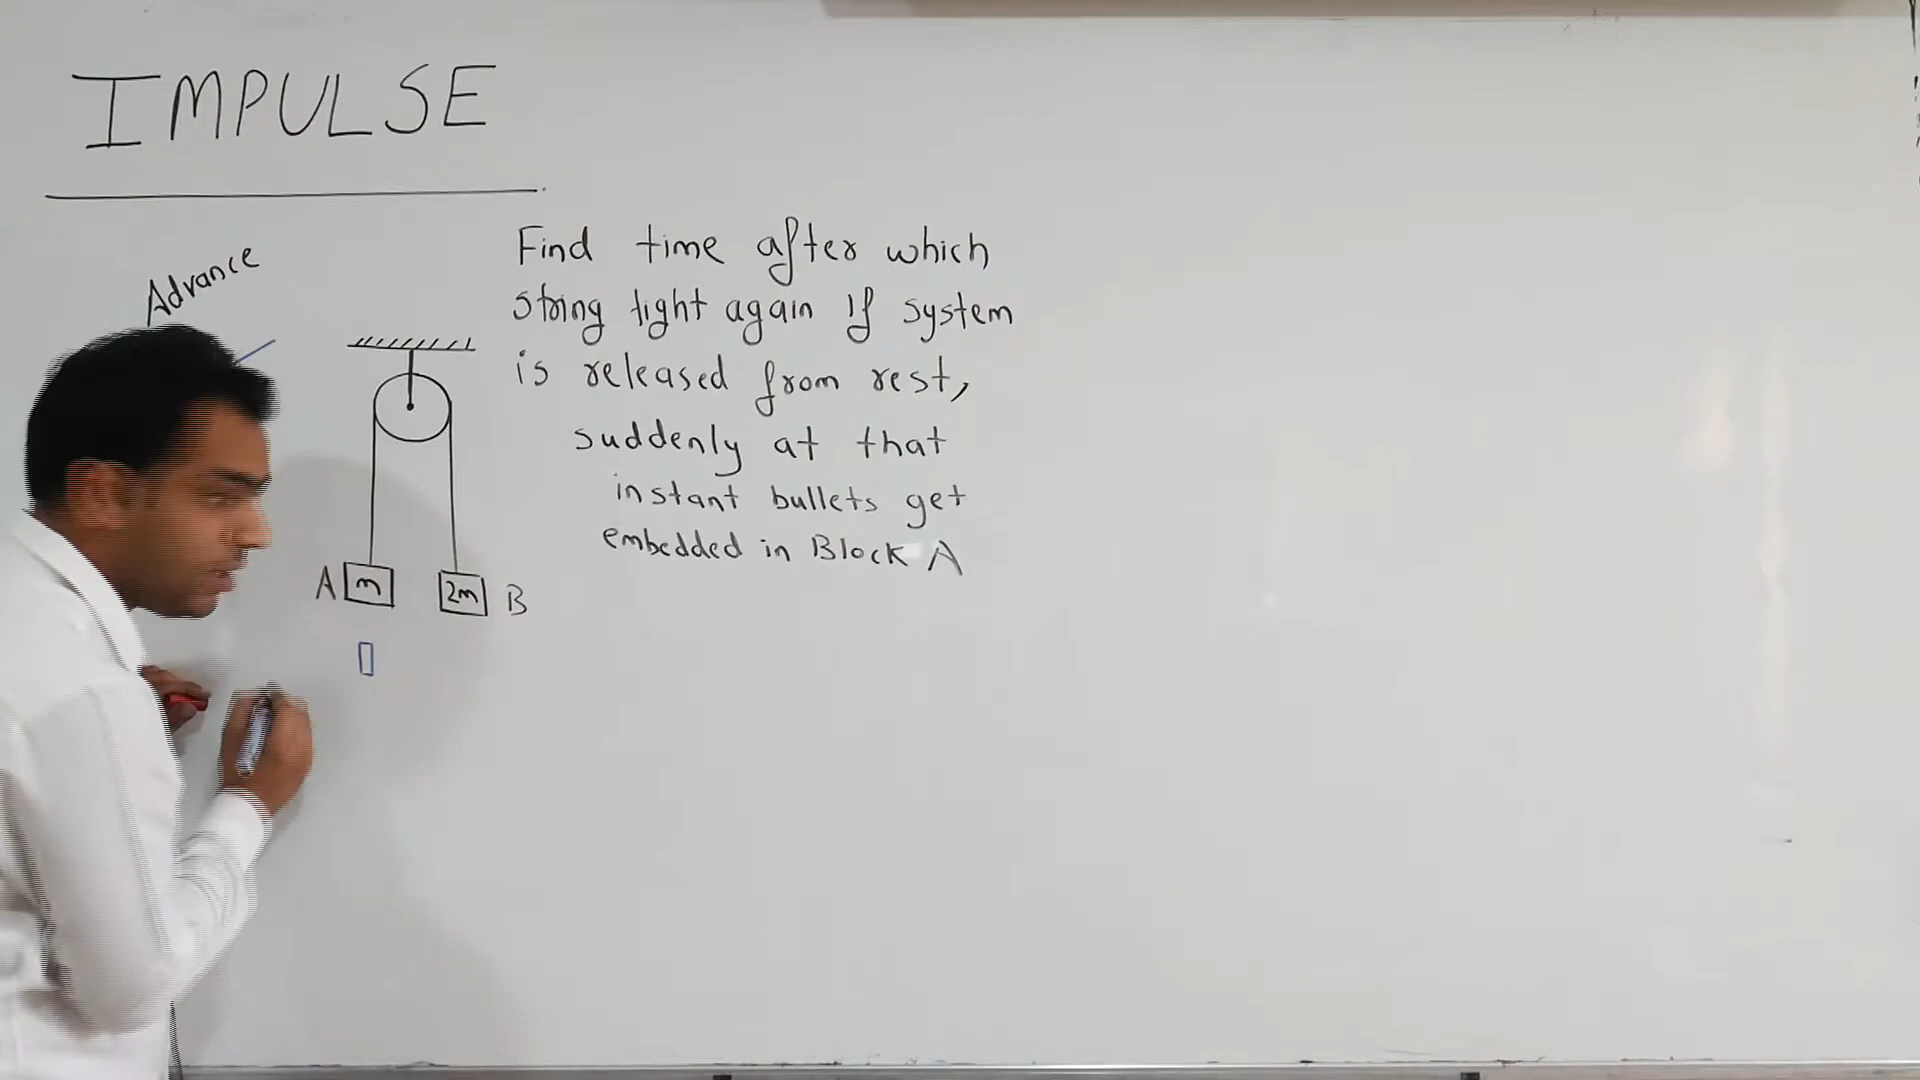 IMPULSE
Advance
Find time after which
string tight again If system
is released from rest,
suddenly at that
instant bullets get
embedded in Block A
A m 2m B